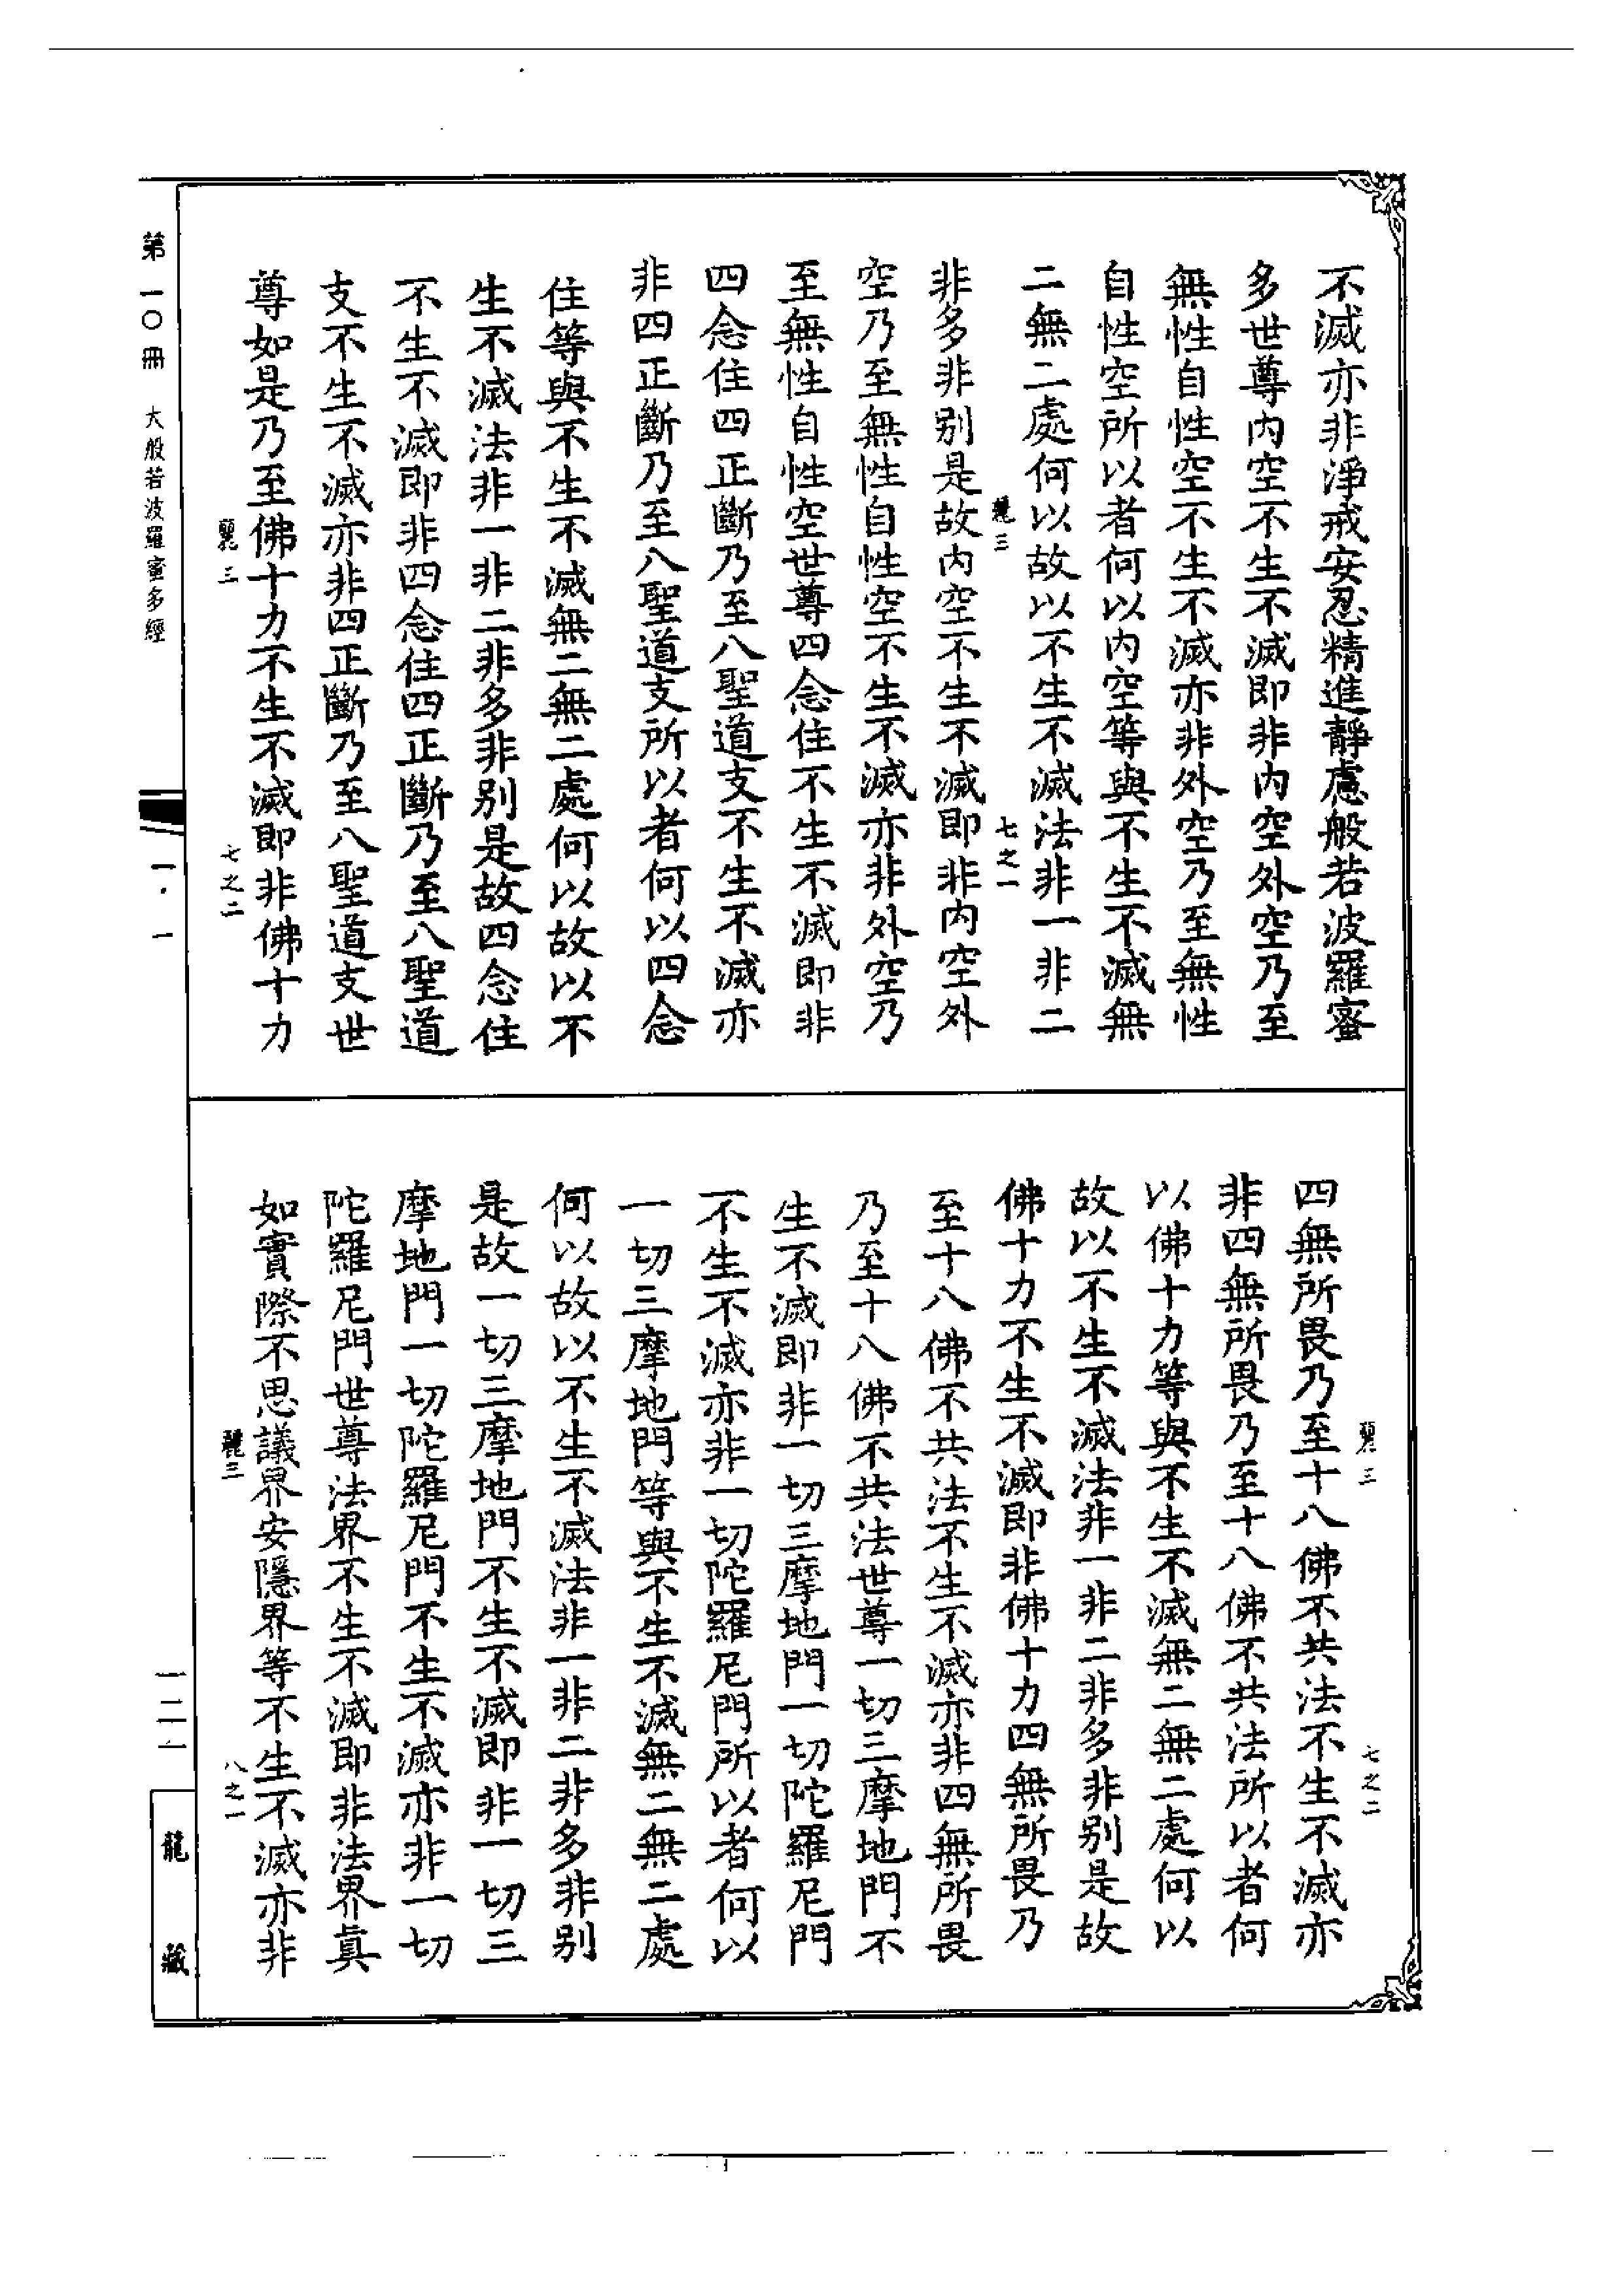 不滅亦非淨戒安忍精進靜慮般若波羅蜜
多世尊內空不生不滅即非內空外空乃至
無性自性空不生不滅亦非外空乃至無性
自性空所以者何以內空等與不生不滅無
二無二處何以故以不生不滅法非一非二
麗三 七之一
非多非別是故內空不生不滅即非內空外
空乃至無性自性空不生不滅亦非外空乃
至無性自性空世尊四念住不生不滅即非
四念住四正斷乃至八聖道支不生不滅亦
非四正斷乃至八聖道支所以者何以四念
住等與不生不滅無二無二處何以故以不
生不滅法非一非二非多非別是故四念住
不生不滅即非四念住四正斷乃至八聖道
支不生不滅亦非四正斷乃至八聖道支世
尊如是乃至佛十力不生不滅即非佛十力
麗三 七之二
麗三 七之二
四無所畏乃至十八佛不共法不生不滅亦
非四無所畏乃至十八佛不共法所以者何
以佛十力等與不生不滅無二無二處何以
故以不生不滅法非一非二非多非別是故
佛十力不生不滅即非佛十力四無所畏乃
至十八佛不共法不生不滅亦非四無所畏
乃至十八佛不共法世尊一切三摩地門不
生不滅即非一切三摩地門一切陀羅尼門
不生不滅亦非一切陀羅尼門所以者何以
一切三摩地門等與不生不滅無二無二處
何以故以不生不滅法非一非二非多非別
是故一切三摩地門不生不滅即非一切三
摩地門一切陀羅尼門不生不滅亦非一切
陀羅尼門世尊法界不生不滅即非法界真
如實際不思議界安隱界等不生不滅亦非
麗三 八之一
第一〇冊 大般若波羅蜜多經
一·一
一二一
龍藏